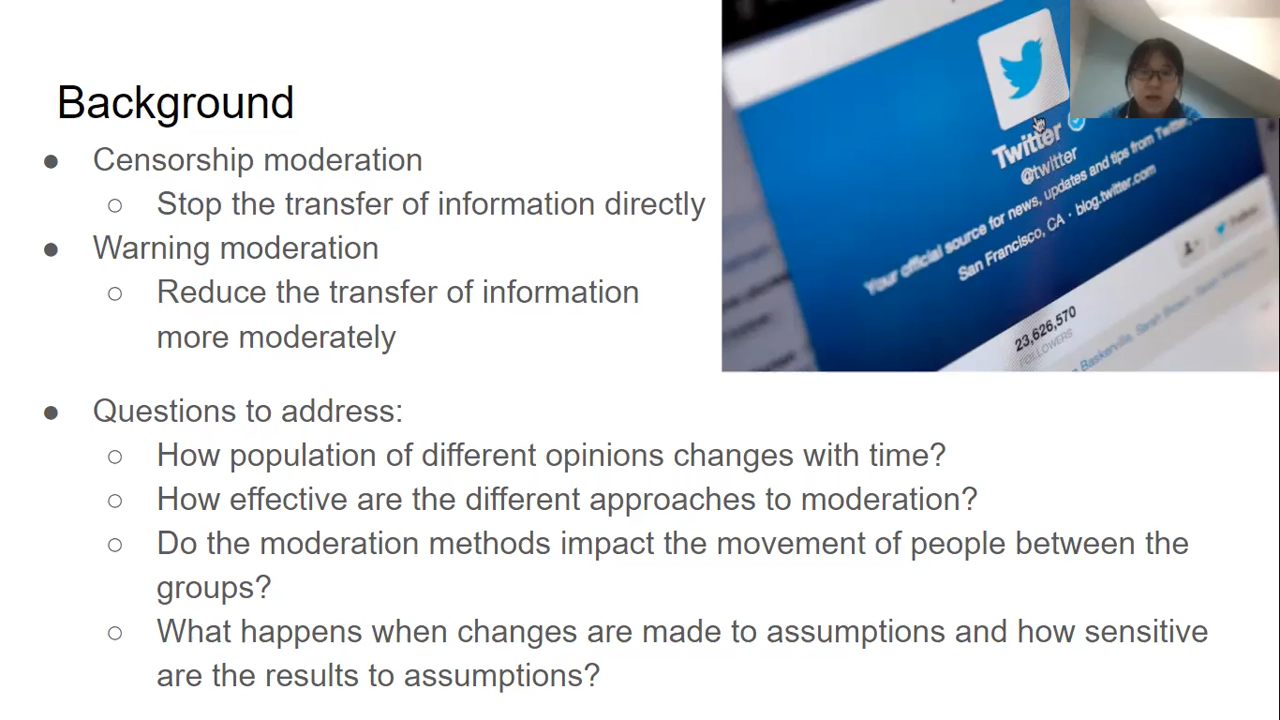 Background
● Censorship moderation
○ Stop the transfer of information directly
● Warning moderation
○ Reduce the transfer of information
more moderately
● Questions to address:
○ How population of different opinions changes with time?
○ How effective are the different approaches to moderation?
○ Do the moderation methods impact the movement of people between the
groups?
○ What happens when changes are made to assumptions and how sensitive
are the results to assumptions?
Twitter
@twitter
Your official source for news, updates and tips from Twitter,
San Francisco, CA · blog.twitter.com
23,626,570
FOLLOWERS